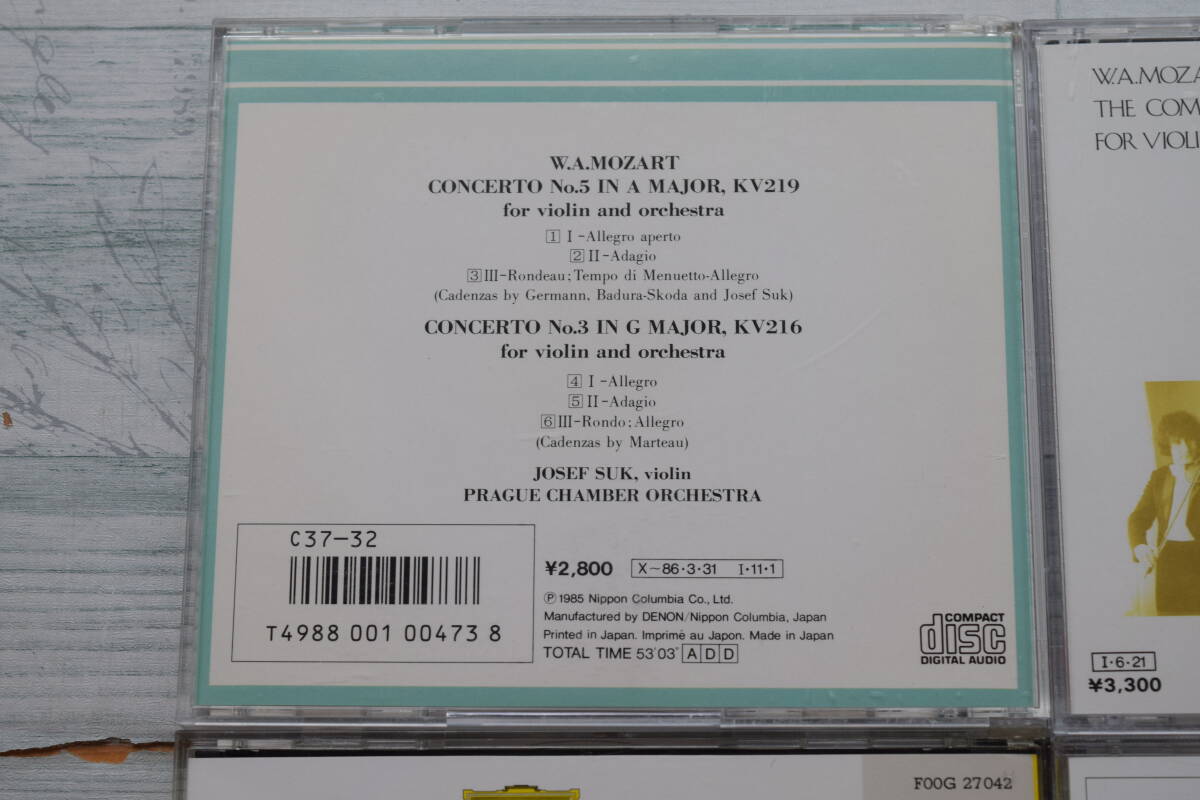 W.A.MOZART
CONCERTO No.5 IN A MAJOR, KV219
for violin and orchestra
1 I-Allegro aperto
2 II-Adagio
3 III-Rondeau; Tempo di Menuetto-Allegro
(Cadenzas by Germann, Badura-Skoda and Josef Suk)
CONCERTO No.3 IN G MAJOR, KV216
for violin and orchestra
4 I-Allegro
5 II-Adagio
6 III-Rondo; Allegro
(Cadenzas by Marteau)
JOSEF SUK, violin
PRAGUE CHAMBER ORCHESTRA
C37-32
T4988 001 00473 8
¥2,800 X~86・3・31 I・11・1
Ⓟ 1985 Nippon Columbia Co., Ltd.
Manufactured by DENON/Nippon Columbia, Japan
Printed in Japan. Imprimé au Japon. Made in Japan
TOTAL TIME 53'03" A D D
COMPACT
disc
DIGITAL AUDIO
W.A.MOZA
THE COM
FOR VIOLI
I・6・21
¥3,300
F00G 27042